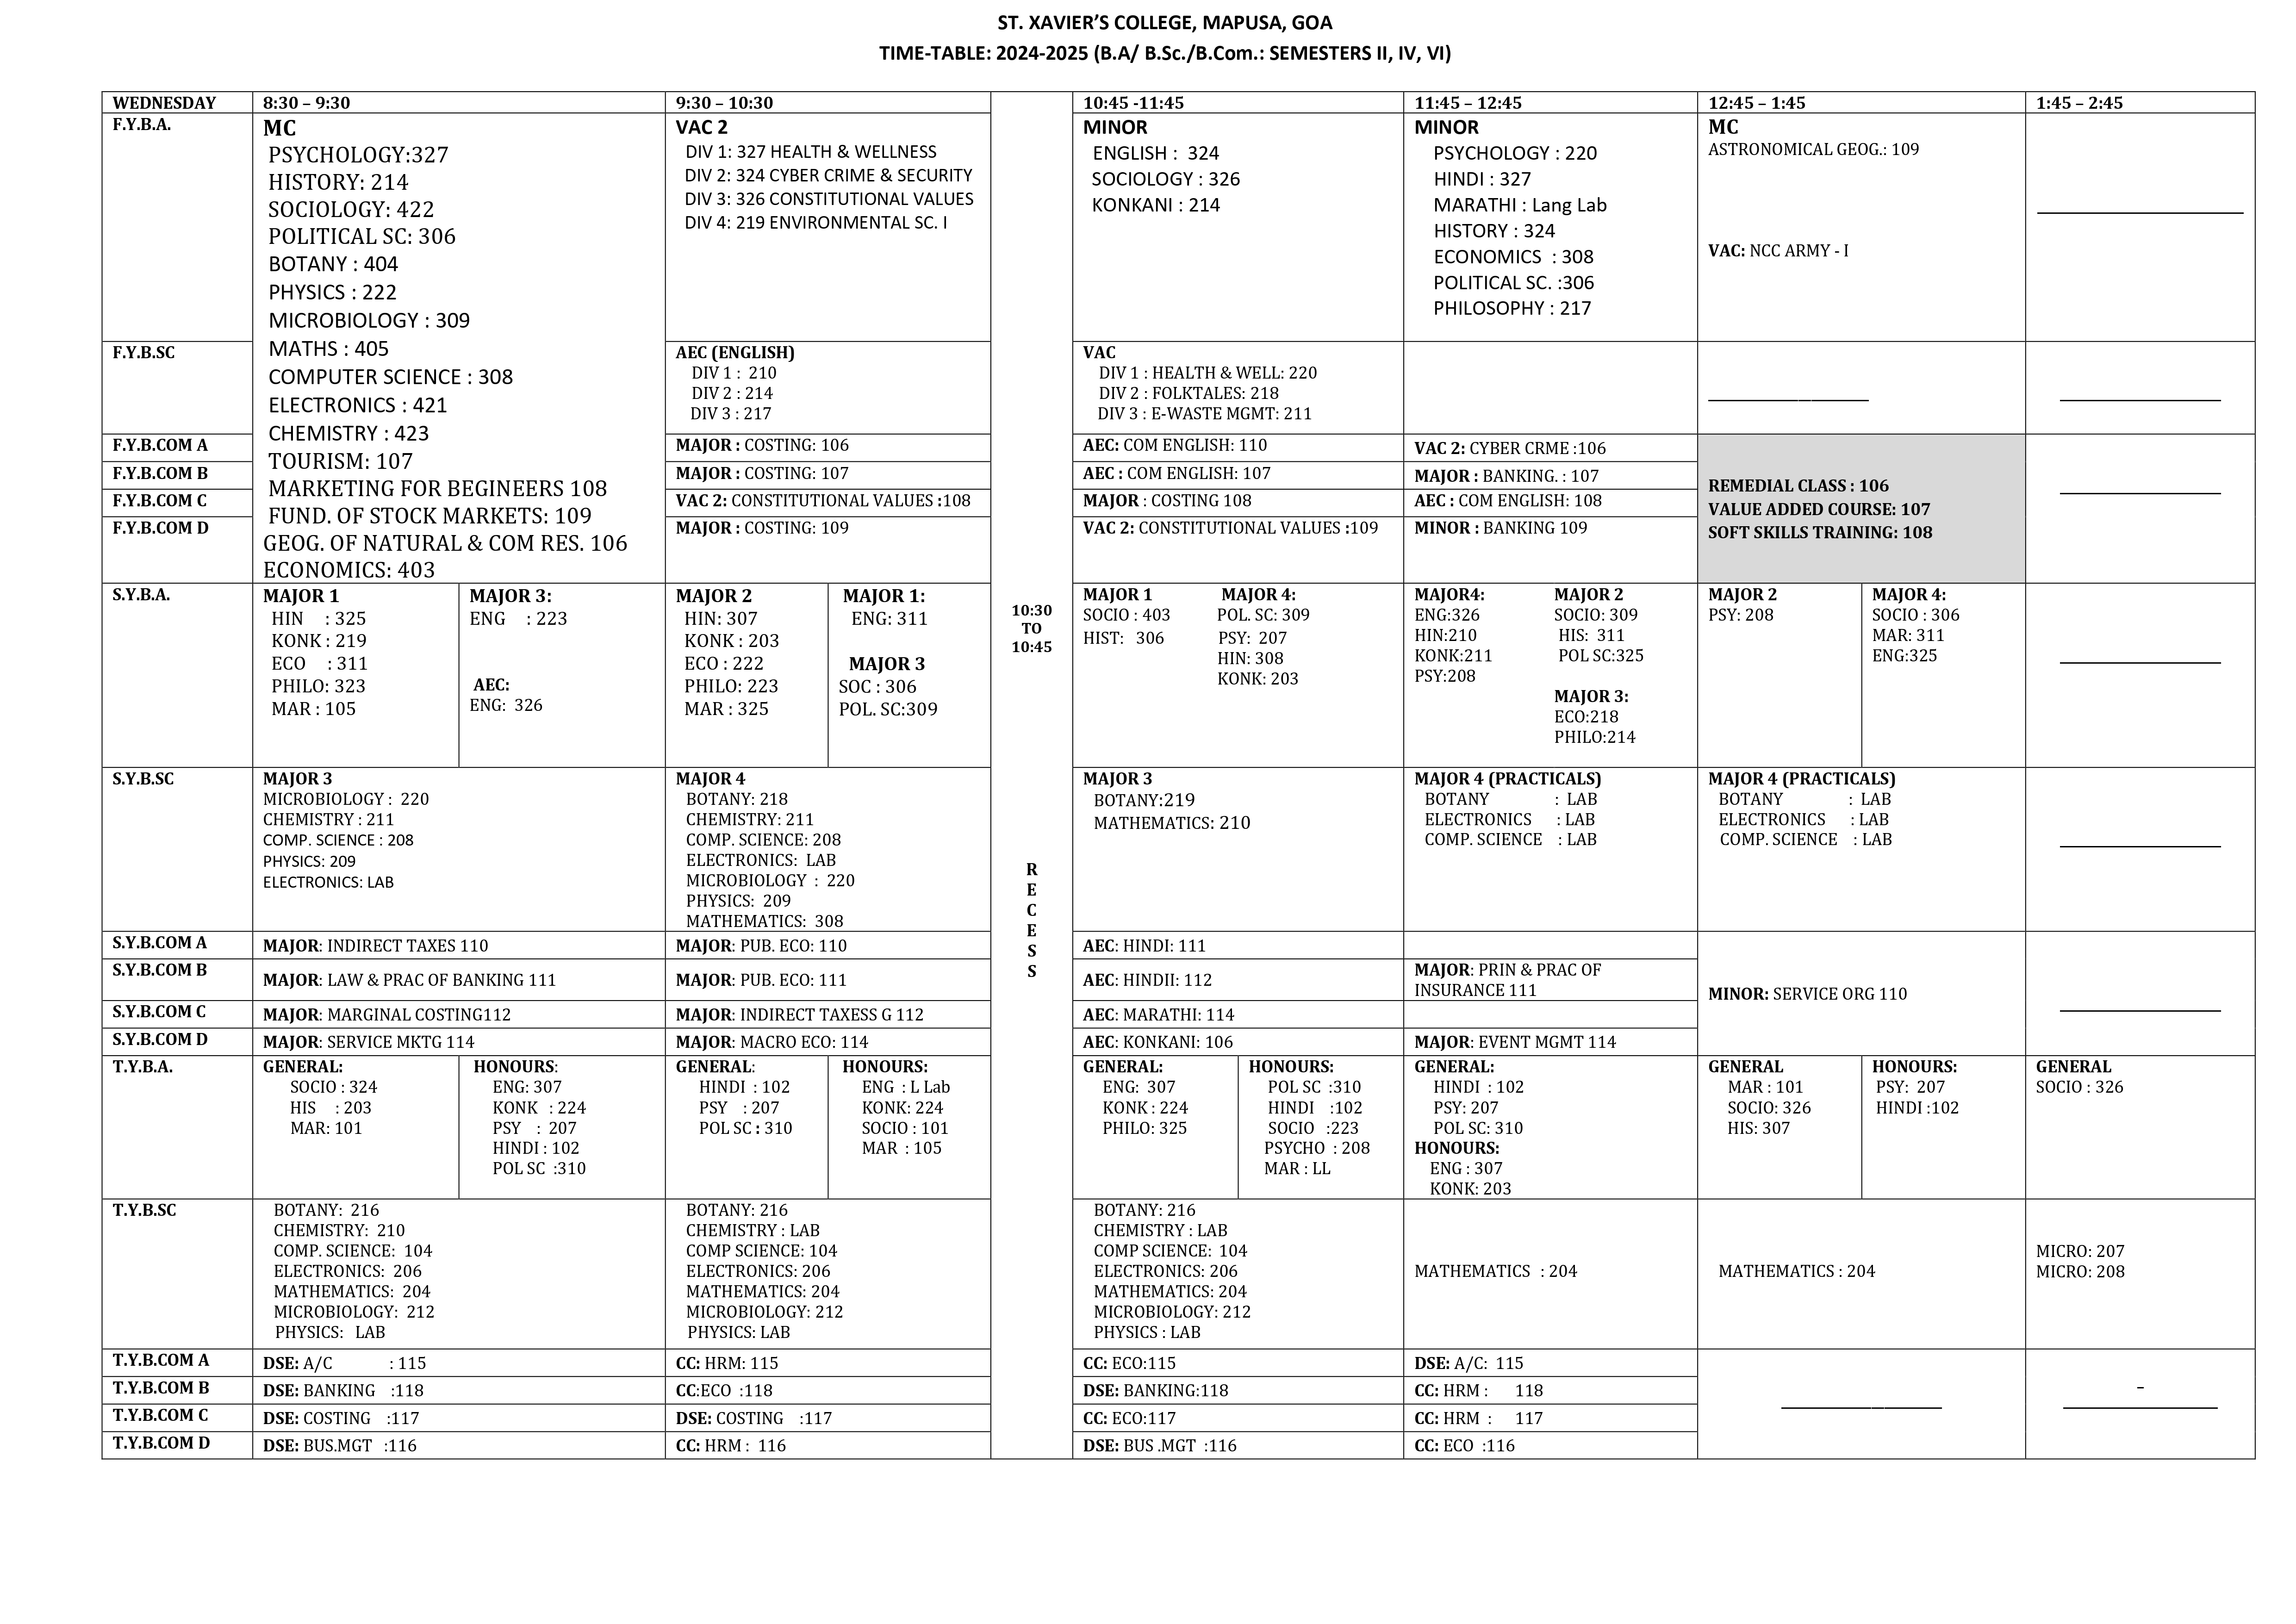 ST. XAVIER’S COLLEGE, MAPUSA, GOA
TIME-TABLE: 2024-2025 (B.A/ B.Sc./B.Com.: SEMESTERS II, IV, VI)
WEDNESDAY
8:30 – 9:30
9:30 – 10:30
10:45 -11:45
11:45 – 12:45
12:45 – 1:45
1:45 – 2:45
10:30
TO
10:45
R
E
C
E
S
S
F.Y.B.A.
MC
PSYCHOLOGY:327
HISTORY: 214
SOCIOLOGY: 422
POLITICAL SC: 306
BOTANY : 404
PHYSICS : 222
MICROBIOLOGY : 309
MATHS : 405
COMPUTER SCIENCE : 308
ELECTRONICS : 421
CHEMISTRY : 423
TOURISM: 107
MARKETING FOR BEGINEERS 108
FUND. OF STOCK MARKETS: 109
GEOG. OF NATURAL & COM RES. 106
ECONOMICS: 403
VAC 2
DIV 1: 327 HEALTH & WELLNESS
DIV 2: 324 CYBER CRIME & SECURITY
DIV 3: 326 CONSTITUTIONAL VALUES
DIV 4: 219 ENVIRONMENTAL SC. I
MINOR
ENGLISH : 324
SOCIOLOGY : 326
KONKANI : 214
MINOR
PSYCHOLOGY : 220
HINDI : 327
MARATHI : Lang Lab
HISTORY : 324
ECONOMICS : 308
POLITICAL SC. :306
PHILOSOPHY : 217
MC
ASTRONOMICAL GEOG.: 109
VAC: NCC ARMY - I
F.Y.B.SC
AEC (ENGLISH)
DIV 1 : 210
DIV 2 : 214
DIV 3 : 217
VAC
DIV 1 : HEALTH & WELL: 220
DIV 2 : FOLKTALES: 218
DIV 3 : E-WASTE MGMT: 211
F.Y.B.COM A
MAJOR : COSTING: 106
AEC: COM ENGLISH: 110
VAC 2: CYBER CRME :106
F.Y.B.COM B
MAJOR : COSTING: 107
AEC : COM ENGLISH: 107
MAJOR : BANKING. : 107
F.Y.B.COM C
VAC 2: CONSTITUTIONAL VALUES :108
MAJOR : COSTING 108
AEC : COM ENGLISH: 108
F.Y.B.COM D
MAJOR : COSTING: 109
VAC 2: CONSTITUTIONAL VALUES :109
MINOR : BANKING 109
REMEDIAL CLASS : 106
VALUE ADDED COURSE: 107
SOFT SKILLS TRAINING: 108
S.Y.B.A.
MAJOR 1
HIN : 325
KONK : 219
ECO : 311
PHILO: 323
MAR : 105
MAJOR 3:
ENG : 223
AEC:
ENG: 326
MAJOR 2
HIN: 307
KONK : 203
ECO : 222
PHILO: 223
MAR : 325
MAJOR 1:
ENG: 311
MAJOR 3
SOC : 306
POL. SC:309
MAJOR 1
SOCIO : 403
HIST: 306
MAJOR 4:
POL. SC: 309
PSY: 207
HIN: 308
KONK: 203
MAJOR4:
ENG:326
HIN:210
KONK:211
PSY:208
MAJOR 2
SOCIO: 309
HIS: 311
POL SC:325
MAJOR 3:
ECO:218
PHILO:214
MAJOR 2
PSY: 208
MAJOR 4:
SOCIO : 306
MAR: 311
ENG:325
S.Y.B.SC
MAJOR 3
MICROBIOLOGY : 220
CHEMISTRY : 211
COMP. SCIENCE : 208
PHYSICS: 209
ELECTRONICS: LAB
MAJOR 4
BOTANY: 218
CHEMISTRY: 211
COMP. SCIENCE: 208
ELECTRONICS: LAB
MICROBIOLOGY : 220
PHYSICS: 209
MATHEMATICS: 308
MAJOR 3
BOTANY:219
MATHEMATICS: 210
MAJOR 4 (PRACTICALS)
BOTANY : LAB
ELECTRONICS : LAB
COMP. SCIENCE : LAB
MAJOR 4 (PRACTICALS)
BOTANY : LAB
ELECTRONICS : LAB
COMP. SCIENCE : LAB
S.Y.B.COM A
MAJOR: INDIRECT TAXES 110
MAJOR: PUB. ECO: 110
AEC: HINDI: 111
S.Y.B.COM B
MAJOR: LAW & PRAC OF BANKING 111
MAJOR: PUB. ECO: 111
AEC: HINDII: 112
MAJOR: PRIN & PRAC OF
INSURANCE 111
MINOR: SERVICE ORG 110
S.Y.B.COM C
MAJOR: MARGINAL COSTING112
MAJOR: INDIRECT TAXESS G 112
AEC: MARATHI: 114
S.Y.B.COM D
MAJOR: SERVICE MKTG 114
MAJOR: MACRO ECO: 114
AEC: KONKANI: 106
MAJOR: EVENT MGMT 114
T.Y.B.A.
GENERAL:
SOCIO : 324
HIS : 203
MAR: 101
HONOURS:
ENG: 307
KONK : 224
PSY : 207
HINDI : 102
POL SC :310
GENERAL:
HINDI : 102
PSY : 207
POL SC : 310
HONOURS:
ENG : L Lab
KONK: 224
SOCIO : 101
MAR : 105
GENERAL:
ENG: 307
KONK : 224
PHILO: 325
HONOURS:
POL SC :310
HINDI :102
SOCIO :223
PSYCHO : 208
MAR : LL
GENERAL:
HINDI : 102
PSY: 207
POL SC: 310
HONOURS:
ENG : 307
KONK: 203
GENERAL
MAR : 101
SOCIO: 326
HIS: 307
HONOURS:
PSY: 207
HINDI :102
GENERAL
SOCIO : 326
T.Y.B.SC
BOTANY: 216
CHEMISTRY: 210
COMP. SCIENCE: 104
ELECTRONICS: 206
MATHEMATICS: 204
MICROBIOLOGY: 212
PHYSICS: LAB
BOTANY: 216
CHEMISTRY : LAB
COMP SCIENCE: 104
ELECTRONICS: 206
MATHEMATICS: 204
MICROBIOLOGY: 212
PHYSICS: LAB
BOTANY: 216
CHEMISTRY : LAB
COMP SCIENCE: 104
ELECTRONICS: 206
MATHEMATICS: 204
MICROBIOLOGY: 212
PHYSICS : LAB
MATHEMATICS : 204
MATHEMATICS : 204
MICRO: 207
MICRO: 208
T.Y.B.COM A
DSE: A/C : 115
CC: HRM: 115
CC: ECO:115
DSE: A/C: 115
T.Y.B.COM B
DSE: BANKING :118
CC:ECO :118
DSE: BANKING:118
CC: HRM : 118
–
T.Y.B.COM C
DSE: COSTING :117
DSE: COSTING :117
CC: ECO:117
CC: HRM : 117
T.Y.B.COM D
DSE: BUS.MGT :116
CC: HRM : 116
DSE: BUS .MGT :116
CC: ECO :116